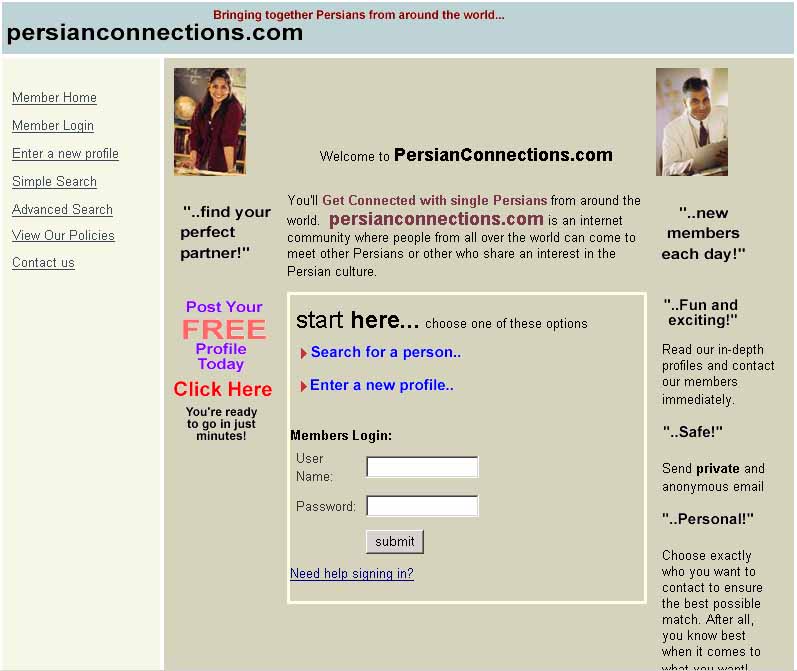 Bringing together Persians from around the world...
persianconnections.com
Member Home
Member Login
Enter a new profile
Simple Search
Advanced Search
View Our Policies
Contact us
"..find your
perfect
partner!"
Post Your
FREE
Profile
Today
Click Here
You're ready
to go in just
minutes!
Welcome to PersianConnections.com
You'll Get Connected with single Persians from around the
world. persianconnections.com is an internet
community where people from all over the world can come to
meet other Persians or other who share an interest in the
Persian culture.
start here... choose one of these options
Search for a person..
Enter a new profile..
Members Login:
User
Name:
Password:
submit
Need help signing in?
"..new
members
each day!"
"..Fun and
exciting!"
Read our in-depth
profiles and contact
our members
immediately.
"..Safe!"
Send private and
anonymous email
"..Personal!"
Choose exactly
who you want to
contact to ensure
the best possible
match. After all,
you know best
when it comes to
what you want!